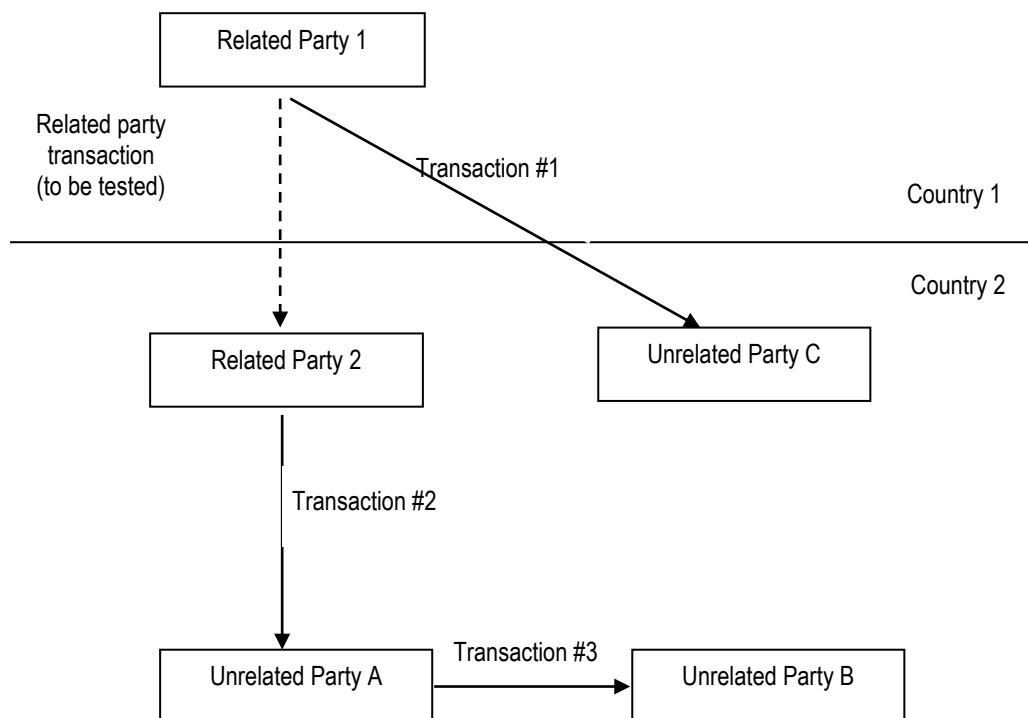 Related Party 1
Related party
transaction
(to be tested)
Transaction #1
Country 1
Country 2
Related Party 2
Unrelated Party C
Transaction #2
Transaction #3
Unrelated Party A
Unrelated Party B